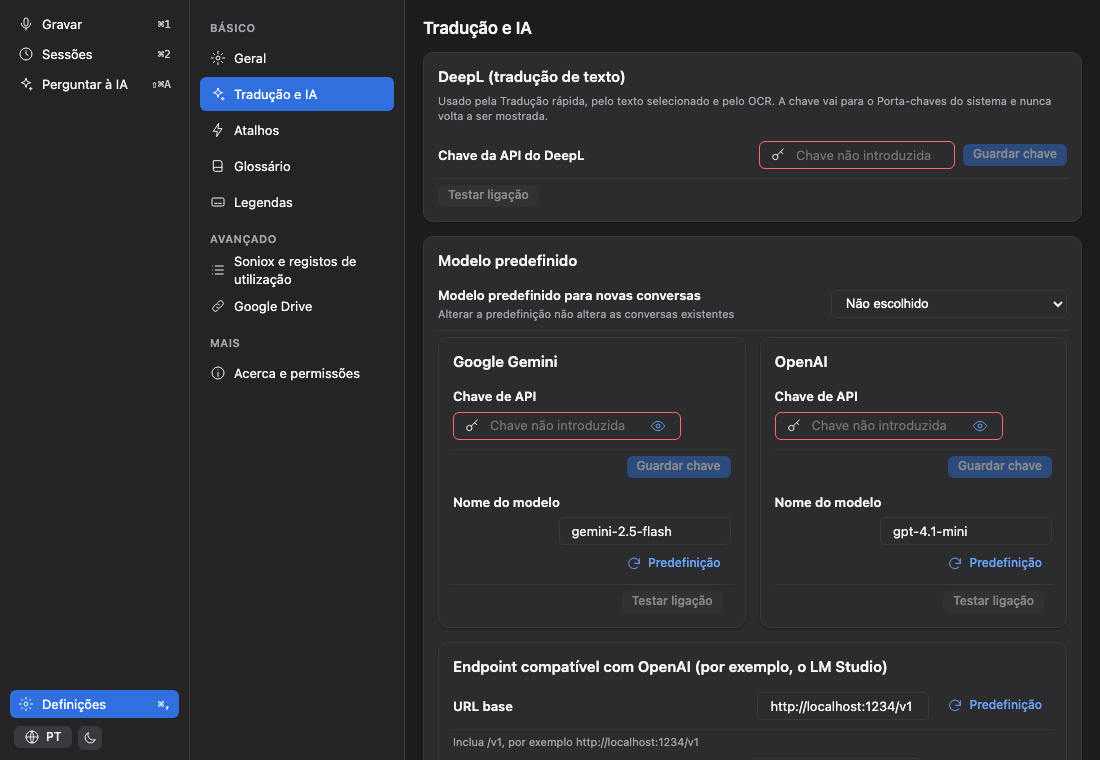 Gravar ⌘1
Sessões ⌘2
Perguntar à IA ⇧⌘A
Definições ⌘,
PT
BÁSICO
Geral
Tradução e IA
Atalhos
Glossário
Legendas
AVANÇADO
Soniox e registos de
utilização
Google Drive
MAIS
Acerca e permissões
Tradução e IA
DeepL (tradução de texto)
Usado pela Tradução rápida, pelo texto selecionado e pelo OCR. A chave vai para o Porta-chaves do sistema e nunca
volta a ser mostrada.
Chave da API do DeepL
Chave não introduzida
Guardar chave
Testar ligação
Modelo predefinido
Modelo predefinido para novas conversas
Alterar a predefinição não altera as conversas existentes
Não escolhido
Google Gemini
Chave de API
Chave não introduzida
Guardar chave
Nome do modelo
gemini-2.5-flash
Predefinição
Testar ligação
OpenAI
Chave de API
Chave não introduzida
Guardar chave
Nome do modelo
gpt-4.1-mini
Predefinição
Testar ligação
Endpoint compatível com OpenAI (por exemplo, o LM Studio)
URL base
http://localhost:1234/v1
Predefinição
Inclua /v1, por exemplo http://localhost:1234/v1